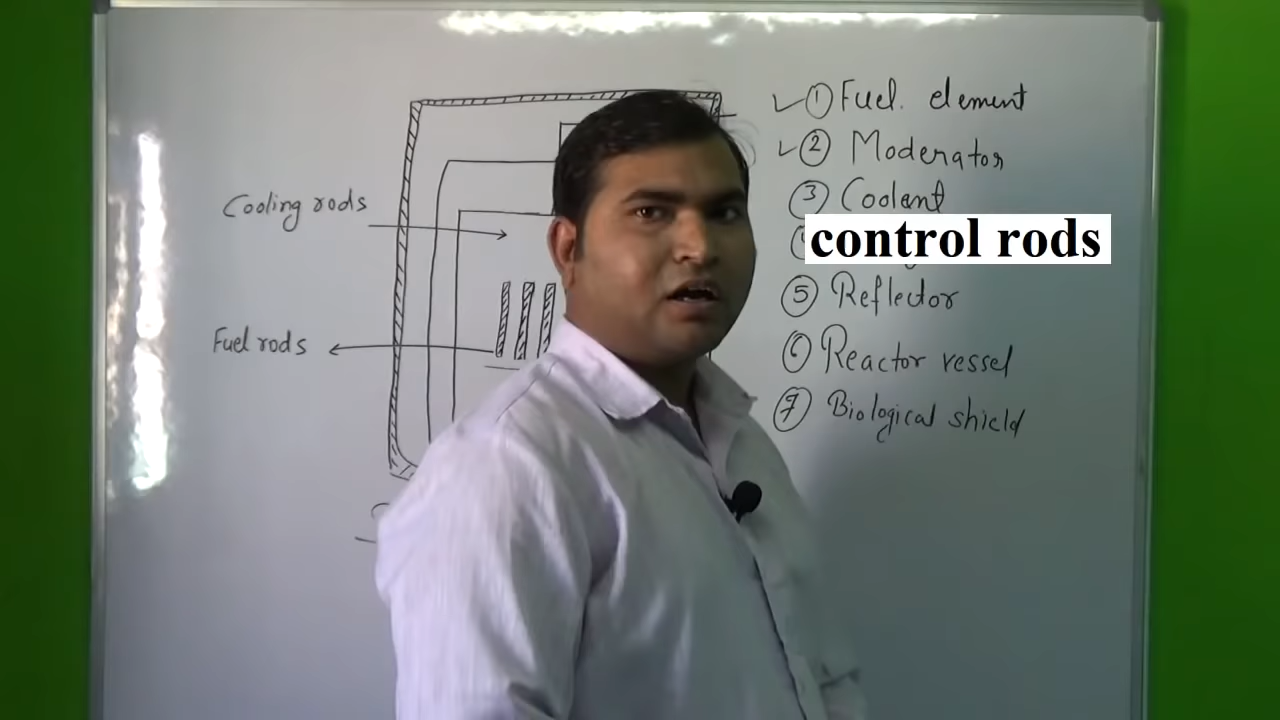 Cooling rods
Fuel rods
① Fuel. element
② Moderator
③ Coolant
control rods
⑤ Reflector
⑥ Reactor vessel
⑦ Biological shield